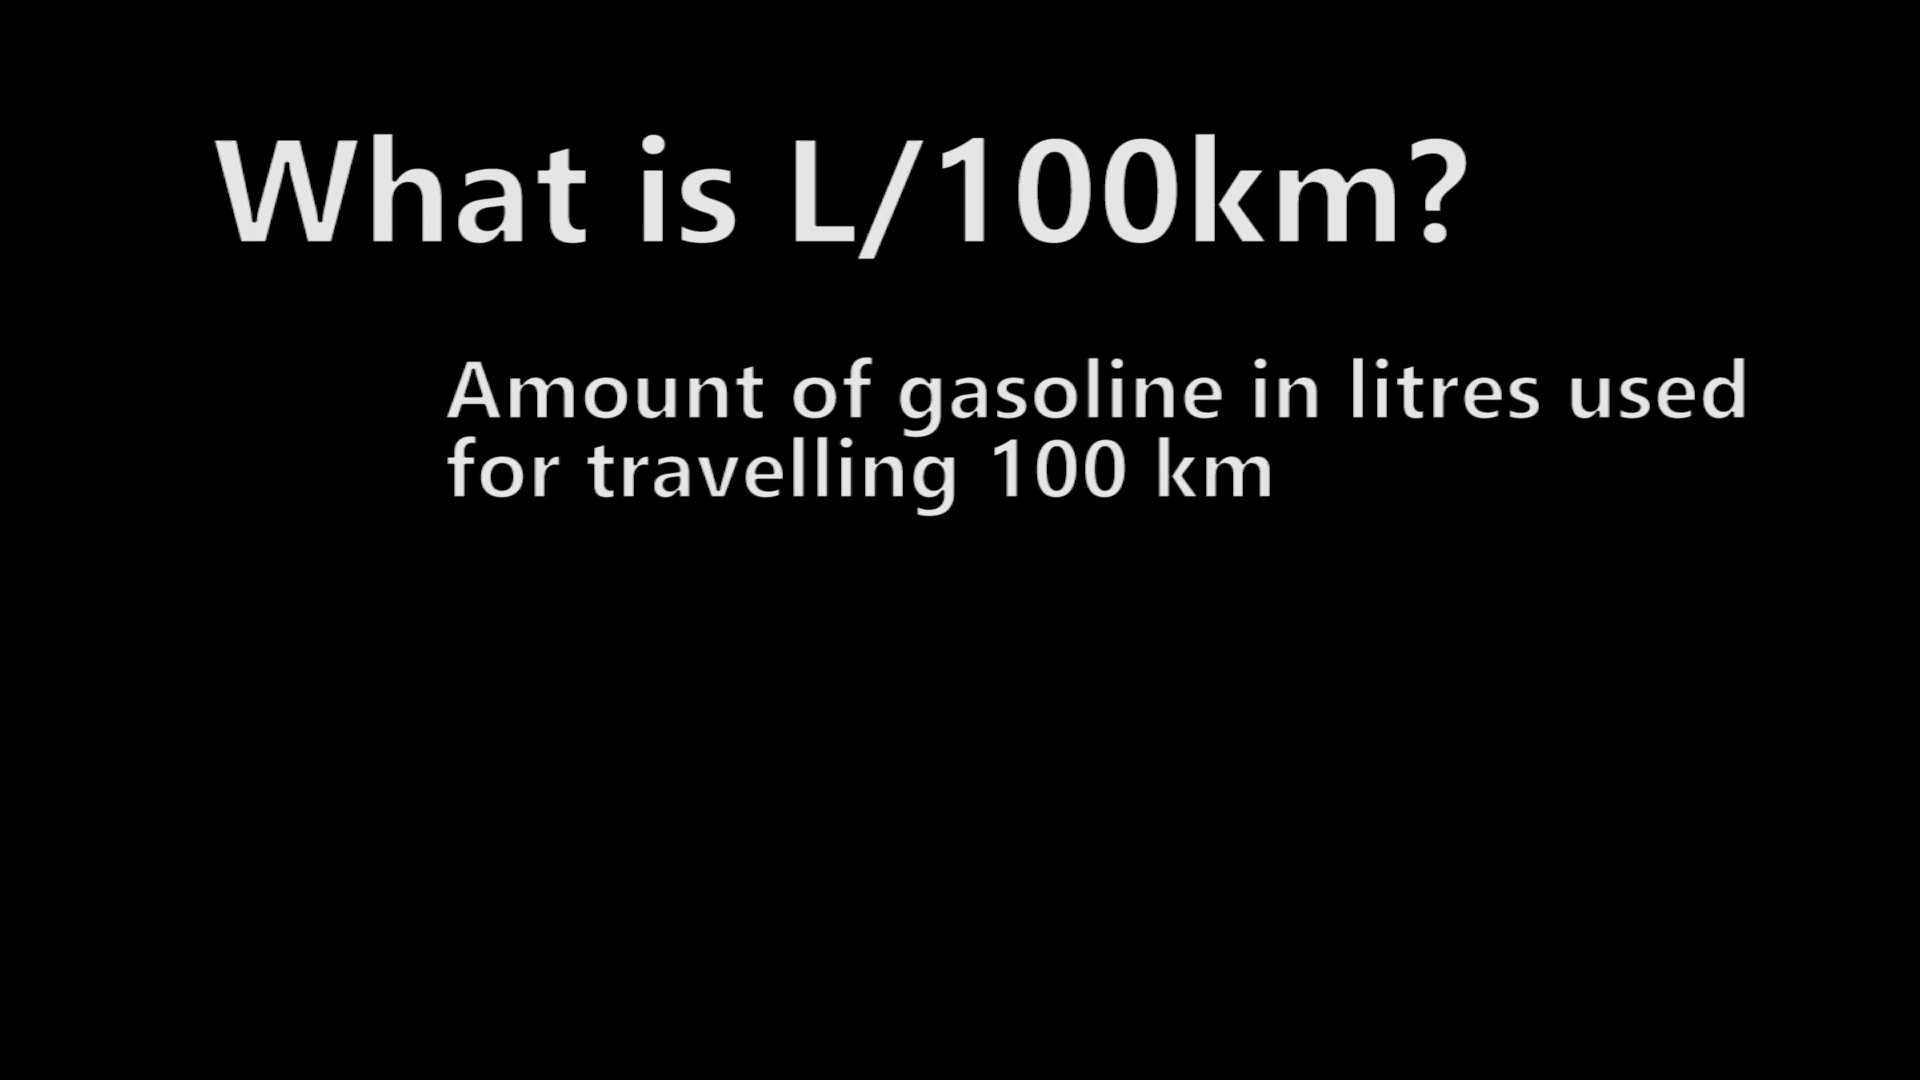 What is L/100km?
Amount of gasoline in litres used
for travelling 100 km